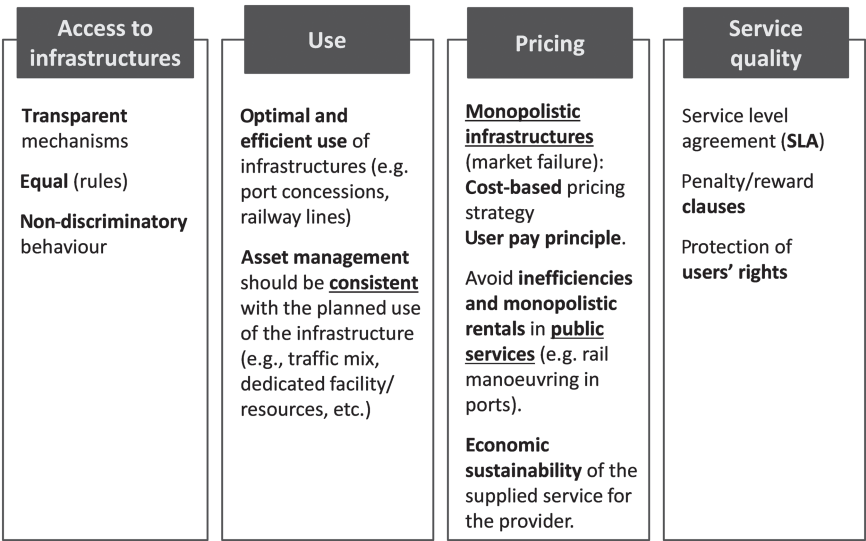 Access to
infrastructures
Transparent
mechanisms
Equal (rules)
Non-discriminatory
behaviour
Use
Optimal and
efficient use of
infrastructures (e.g.
port concessions,
railway lines)
Asset management
should be consistent
with the planned use
of the infrastructure
(e.g., traffic mix,
dedicated facility/
resources, etc.)
Pricing
Monopolistic
infrastructures
(market failure):
Cost-based pricing
strategy
User pay principle.
Avoid inefficiencies
and monopolistic
rentals in public
services (e.g. rail
manoeuvring in
ports).
Economic
sustainability of the
supplied service for
the provider.
Service
quality
Service level
agreement (SLA)
Penalty/reward
clauses
Protection of
users’ rights